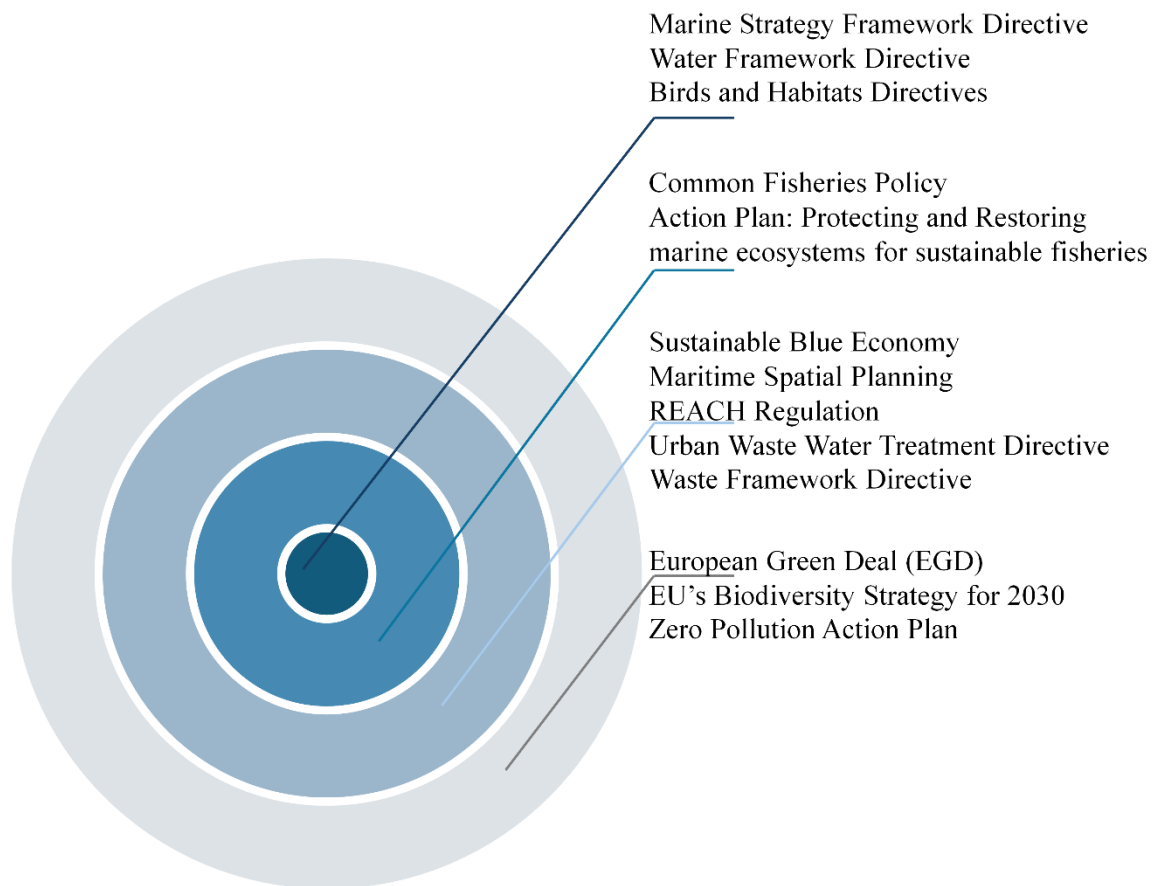 Marine Strategy Framework Directive
Water Framework Directive
Birds and Habitats Directives
Common Fisheries Policy
Action Plan: Protecting and Restoring
marine ecosystems for sustainable fisheries
Sustainable Blue Economy
Maritime Spatial Planning
REACH Regulation
Urban Waste Water Treatment Directive
Waste Framework Directive
European Green Deal (EGD)
EU’s Biodiversity Strategy for 2030
Zero Pollution Action Plan